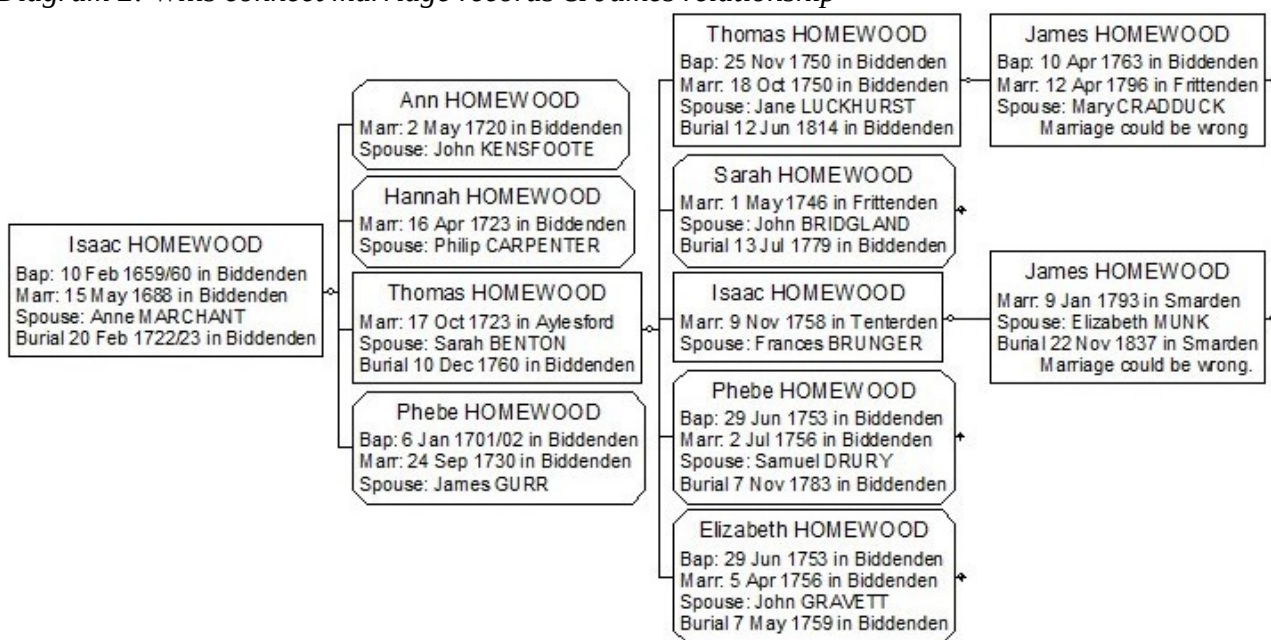 Isaac HOMEWOOD
Bap: 10 Feb 1659/60 in Biddenden
Marr: 15 May 1688 in Biddenden
Spouse: Anne MARCHANT
Burial 20 Feb 1722/23 in Biddenden
Ann HOMEWOOD
Marr: 2 May 1720 in Biddenden
Spouse: John KENSFOOTE
Hannah HOMEWOOD
Marr: 16 Apr 1723 in Biddenden
Spouse: Philip CARPENTER
Thomas HOMEWOOD
Marr: 17 Oct 1723 in Aylesford
Spouse: Sarah BENTON
Burial 10 Dec 1760 in Biddenden
Phebe HOMEWOOD
Bap: 6 Jan 1701/02 in Biddenden
Marr: 24 Sep 1730 in Biddenden
Spouse: James GURR
Thomas HOMEWOOD
Bap: 25 Nov 1750 in Biddenden
Marr: 18 Oct 1750 in Biddenden
Spouse: Jane LUCKHURST
Burial 12 Jun 1814 in Biddenden
Sarah HOMEWOOD
Marr: 1 May 1746 in Frittenden
Spouse: John BRIDGLAND
Burial 13 Jul 1779 in Biddenden
Isaac HOMEWOOD
Marr: 9 Nov 1758 in Tenterden
Spouse: Frances BRUNGER
Phebe HOMEWOOD
Bap: 29 Jun 1753 in Biddenden
Marr: 2 Jul 1756 in Biddenden
Spouse: Samuel DRURY
Burial 7 Nov 1783 in Biddenden
Elizabeth HOMEWOOD
Bap: 29 Jun 1753 in Biddenden
Marr: 5 Apr 1756 in Biddenden
Spouse: John GRAVETT
Burial 7 May 1759 in Biddenden
James HOMEWOOD
Bap: 10 Apr 1763 in Biddenden
Marr: 12 Apr 1796 in Frittenden
Spouse: Mary CRADDUCK
Marriage could be wrong
James HOMEWOOD
Marr: 9 Jan 1793 in Smarden
Spouse: Elizabeth MUNK
Burial 22 Nov 1837 in Smarden
Marriage could be wrong.